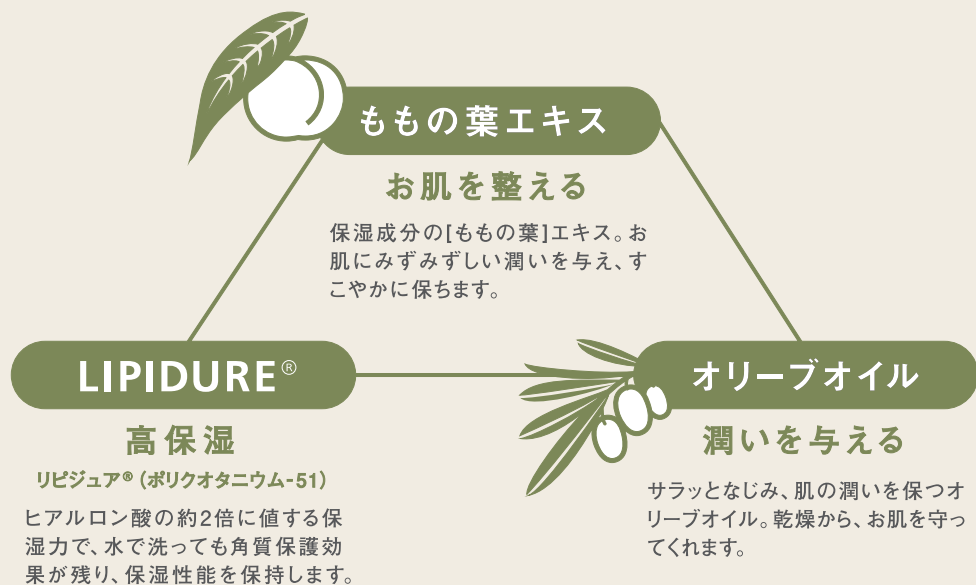 ももの葉エキス
お肌を整える
保湿成分の[ももの葉]エキス。お
肌にみずみずしい潤いを与え、す
こやかに保ちます。
LIPIDURE®
高保湿
リピジュア®（ポリクオタニウム-51）
ヒアルロン酸の約2倍に値する保
湿力で、水で洗っても角質保護効
果が残り、保湿性能を保持します。
オリーブオイル
潤いを与える
サラッとなじみ、肌の潤いを保つオ
リーブオイル。乾燥から、お肌を守っ
てくれます。